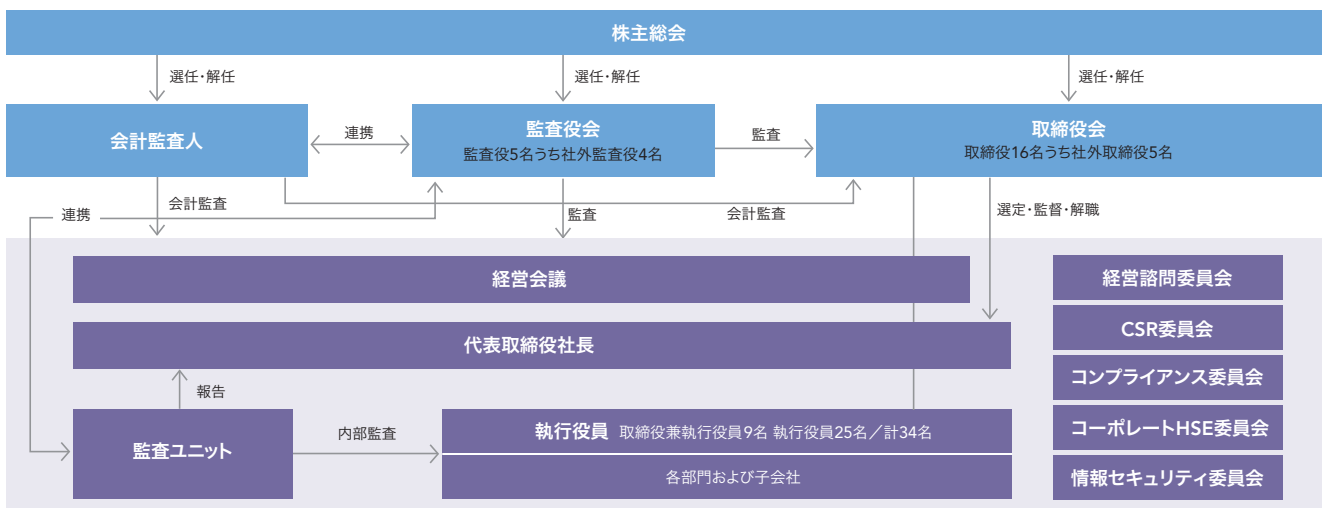 株主総会
選任・解任
選任・解任
選任・解任
会計監査人
連携
監査役会
監査役5名うち社外監査役4名
監査
取締役会
取締役16名うち社外取締役5名
連携
会計監査
監査
会計監査
選定・監督・解職
経営会議
代表取締役社長
報告
監査ユニット
内部監査
執行役員 取締役兼執行役員9名 執行役員25名／計34名
各部門および子会社
経営諮問委員会
CSR委員会
コンプライアンス委員会
コーポレートHSE委員会
情報セキュリティ委員会